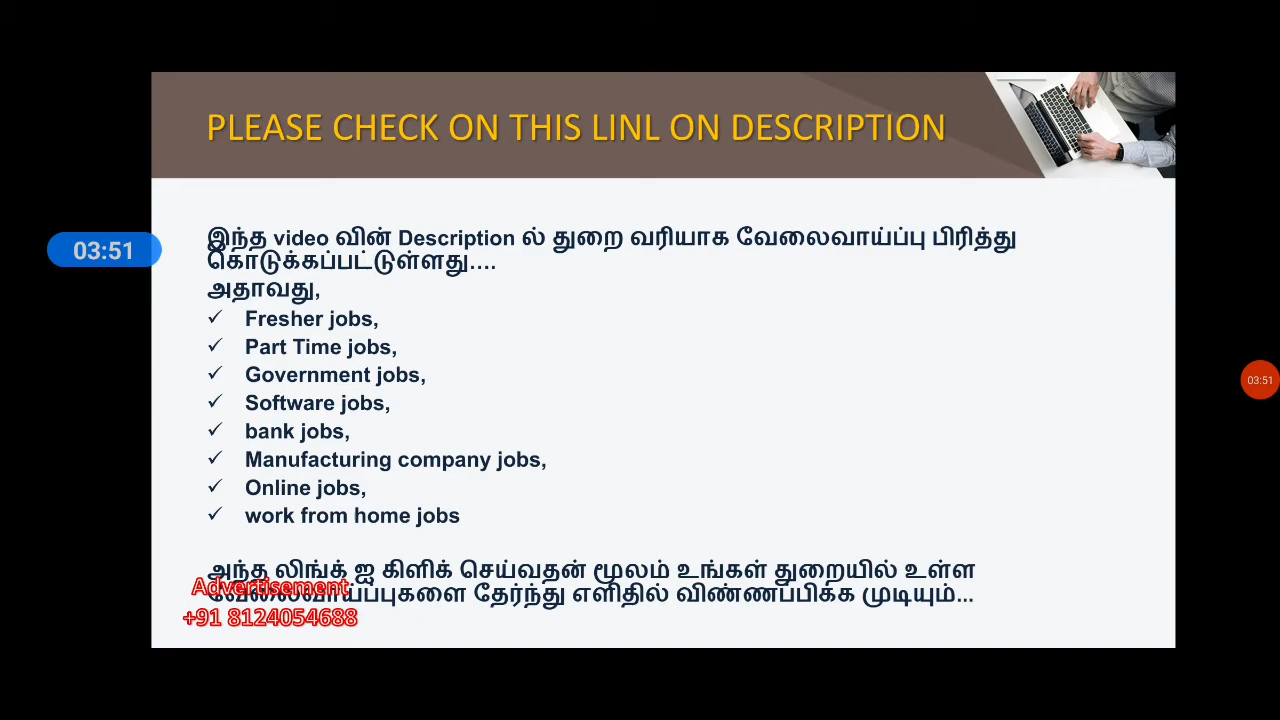 PLEASE CHECK ON THIS LINL ON DESCRIPTION
இந்த video வின் Description ல் துறை வரியாக வேலைவாய்ப்பு பிரித்து
கொடுக்கப்பட்டுள்ளது....
அதாவது,
✓ Fresher jobs,
✓ Part Time jobs,
✓ Government jobs,
✓ Software jobs,
✓ bank jobs,
✓ Manufacturing company jobs,
✓ Online jobs,
✓ work from home jobs
அந்த லிங்க் ஐ கிளிக் செய்வதன் மூலம் உங்கள் துறையில் உள்ள
வேலைவாய்ப்புகளை தேர்ந்து எளிதில் விண்ணப்பிக்க முடியும்...
Advertisement
+91 8124054688
03:51
03:51